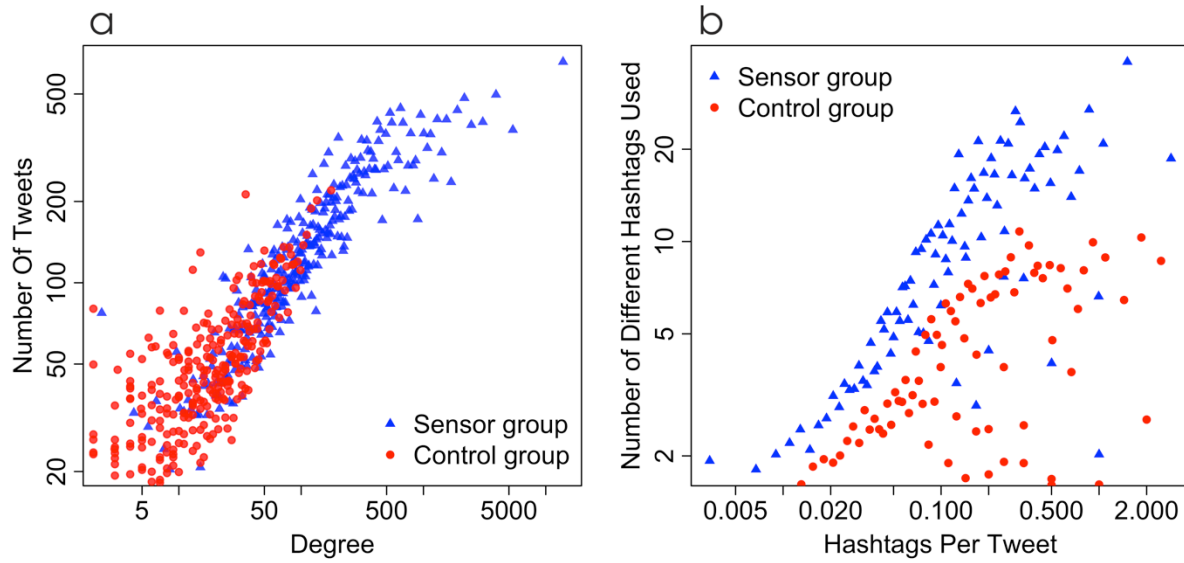 a
Number Of Tweets
500
200
100
50
20
Sensor group
Control group
5
50
500
5000
Degree
b
Number of Different Hashtags Used
Sensor group
Control group
20
10
5
2
0.005
0.020
0.100
0.500
2.000
Hashtags Per Tweet